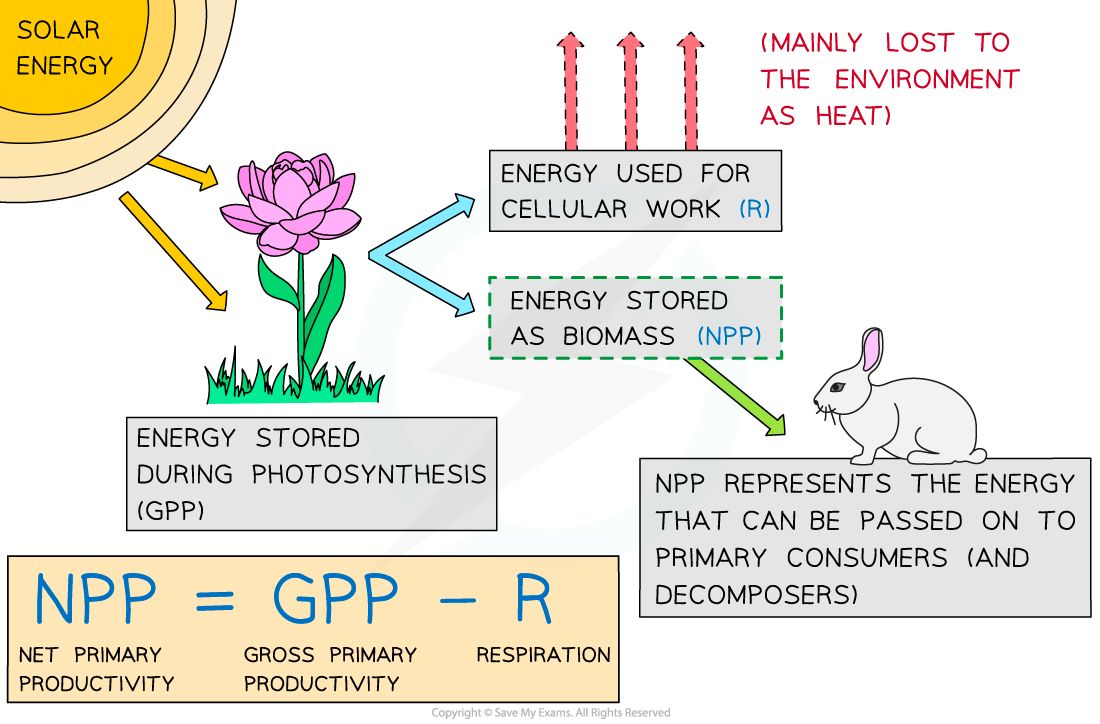 SOLAR
ENERGY
(MAINLY LOST TO
THE ENVIRONMENT
AS HEAT)
ENERGY USED FOR
CELLULAR WORK (R)
ENERGY STORED
AS BIOMASS (NPP)
ENERGY STORED
DURING PHOTOSYNTHESIS
(GPP)
NPP REPRESENTS THE ENERGY
THAT CAN BE PASSED ON TO
PRIMARY CONSUMERS (AND
DECOMPOSERS)
NPP = GPP – R
NET PRIMARY
PRODUCTIVITY
GROSS PRIMARY
PRODUCTIVITY
RESPIRATION
Copyright © Save My Exams. All Rights Reserved